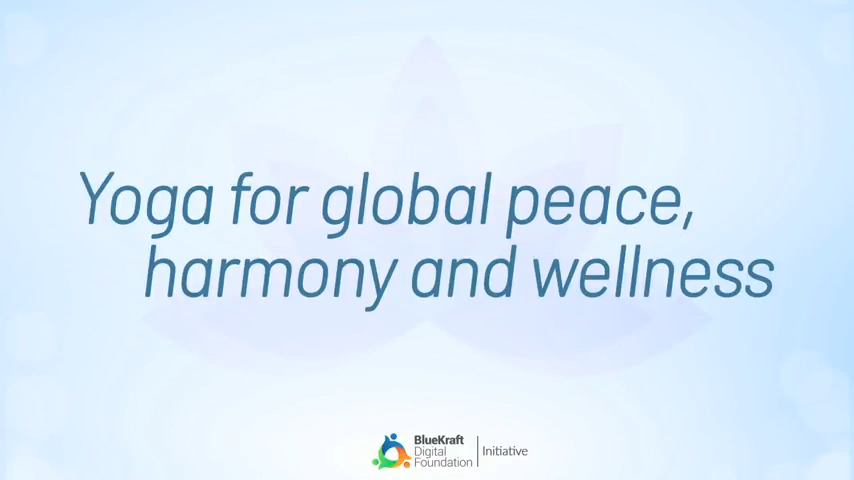 Yoga for global peace,
harmony and wellness
BlueKraft
Digital
Foundation
Initiative